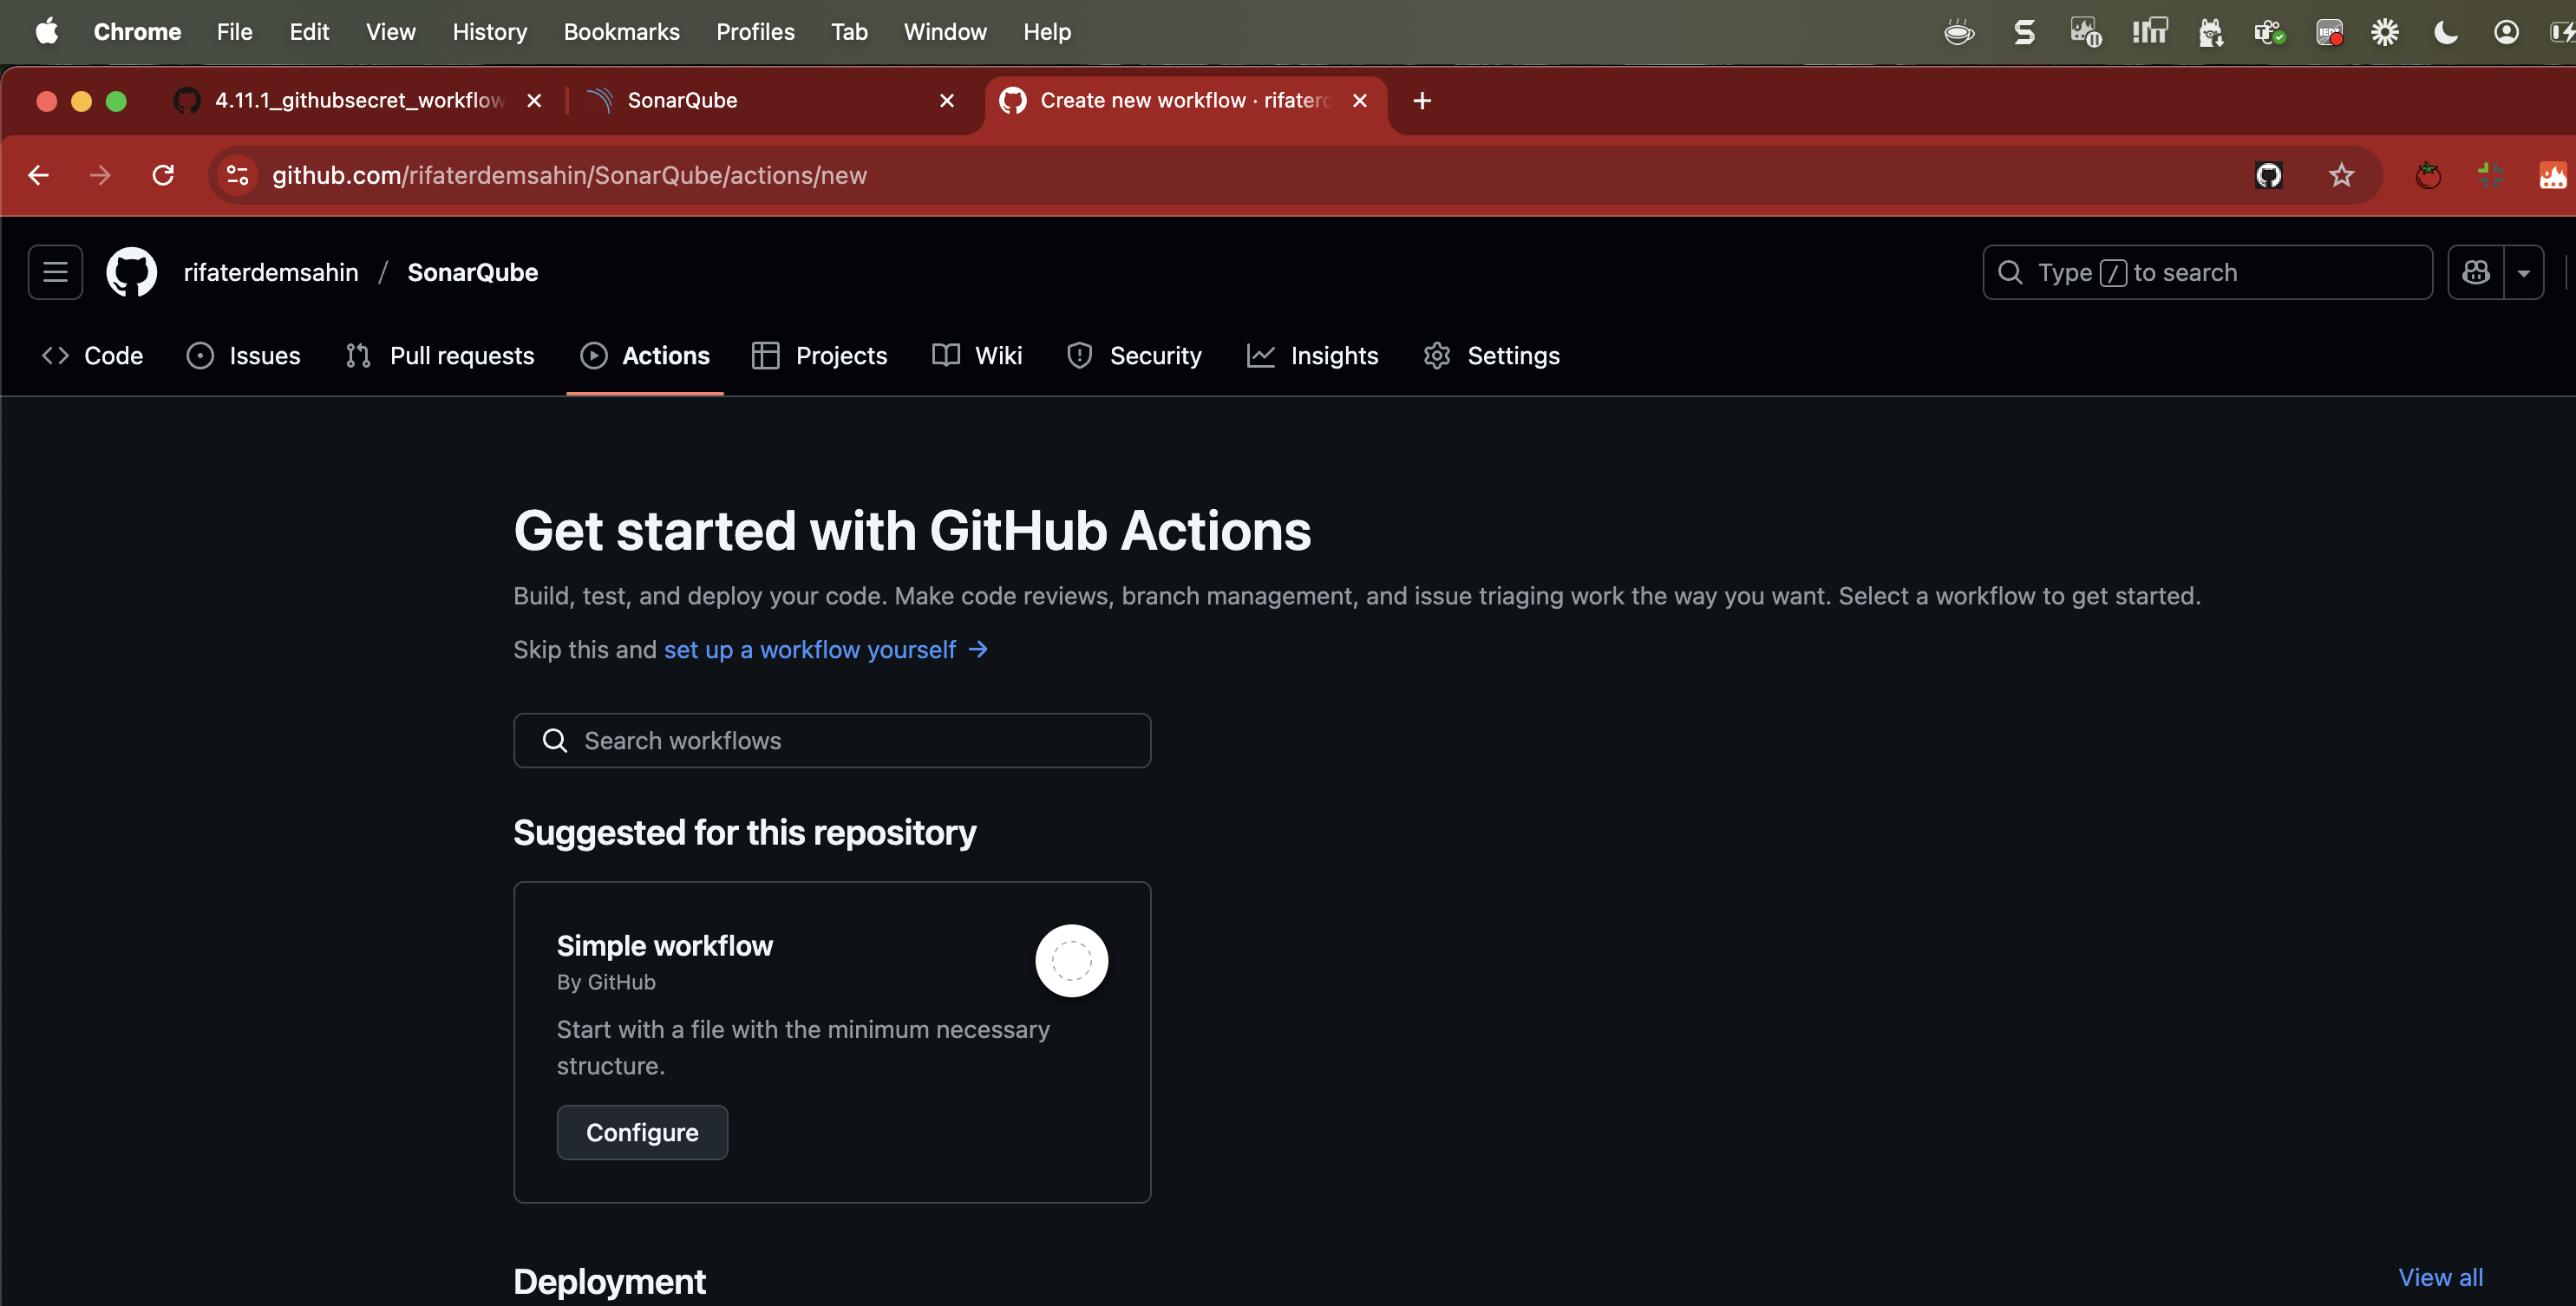 Chrome File Edit View History Bookmarks Profiles Tab Window Help
4.11.1_githubsecret_workflow SonarQube Create new workflow · rifaterd
github.com/rifaterdemsahin/SonarQube/actions/new
rifaterdemsahin / SonarQube Type / to search
Code Issues Pull requests Actions Projects Wiki Security Insights Settings
Get started with GitHub Actions
Build, test, and deploy your code. Make code reviews, branch management, and issue triaging work the way you want. Select a workflow to get started.
Skip this and set up a workflow yourself →
Search workflows
Suggested for this repository
Simple workflow
By GitHub
Start with a file with the minimum necessary
structure.
Configure
Deployment View all